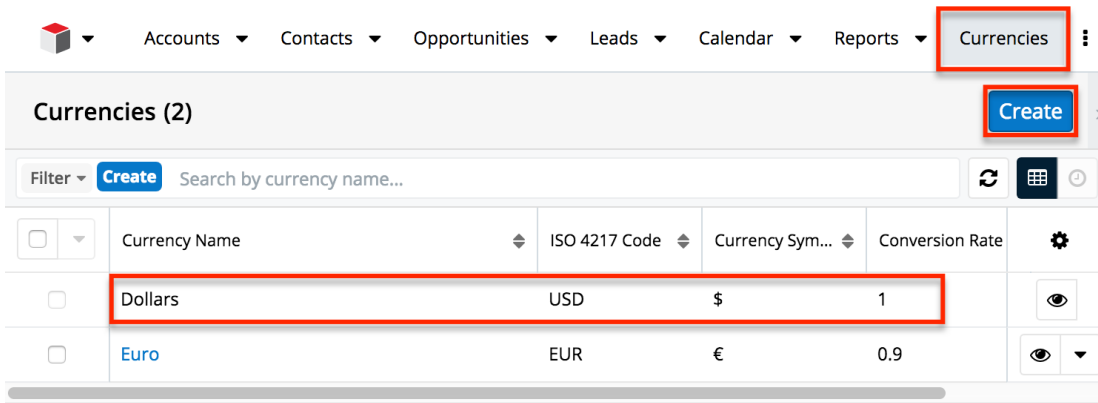 Accounts Contacts Opportunities Leads Calendar Reports Currencies
Currencies (2) Create
Filter Create Search by currency name...
Currency Name ISO 4217 Code Currency Sym... Conversion Rate
Dollars USD $ 1
Euro EUR € 0.9